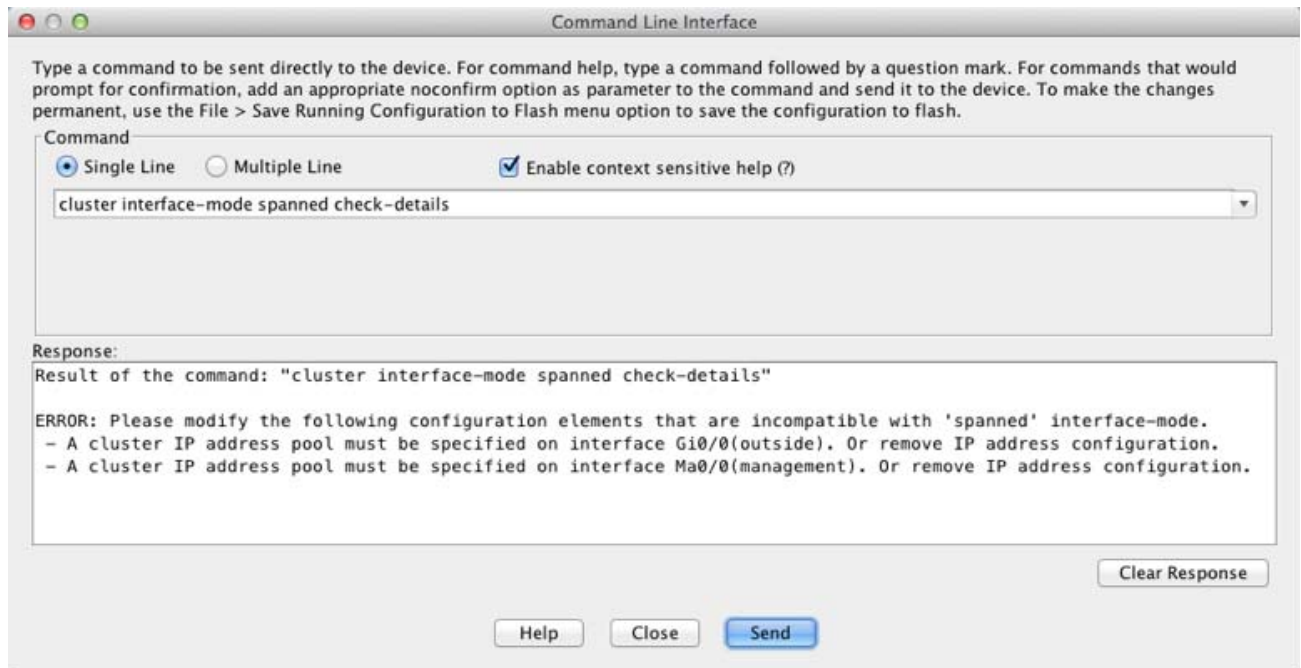 Command Line Interface
Type a command to be sent directly to the device. For command help, type a command followed by a question mark. For commands that would
prompt for confirmation, add an appropriate noconfirm option as parameter to the command and send it to the device. To make the changes
permanent, use the File > Save Running Configuration to Flash menu option to save the configuration to flash.
Command
Single Line Multiple Line Enable context sensitive help (?)
cluster interface-mode spanned check-details
Response:
Result of the command: "cluster interface-mode spanned check-details"
ERROR: Please modify the following configuration elements that are incompatible with 'spanned' interface-mode.
- A cluster IP address pool must be specified on interface Gi0/0(outside). Or remove IP address configuration.
- A cluster IP address pool must be specified on interface Ma0/0(management). Or remove IP address configuration.
Clear Response
Help Close Send